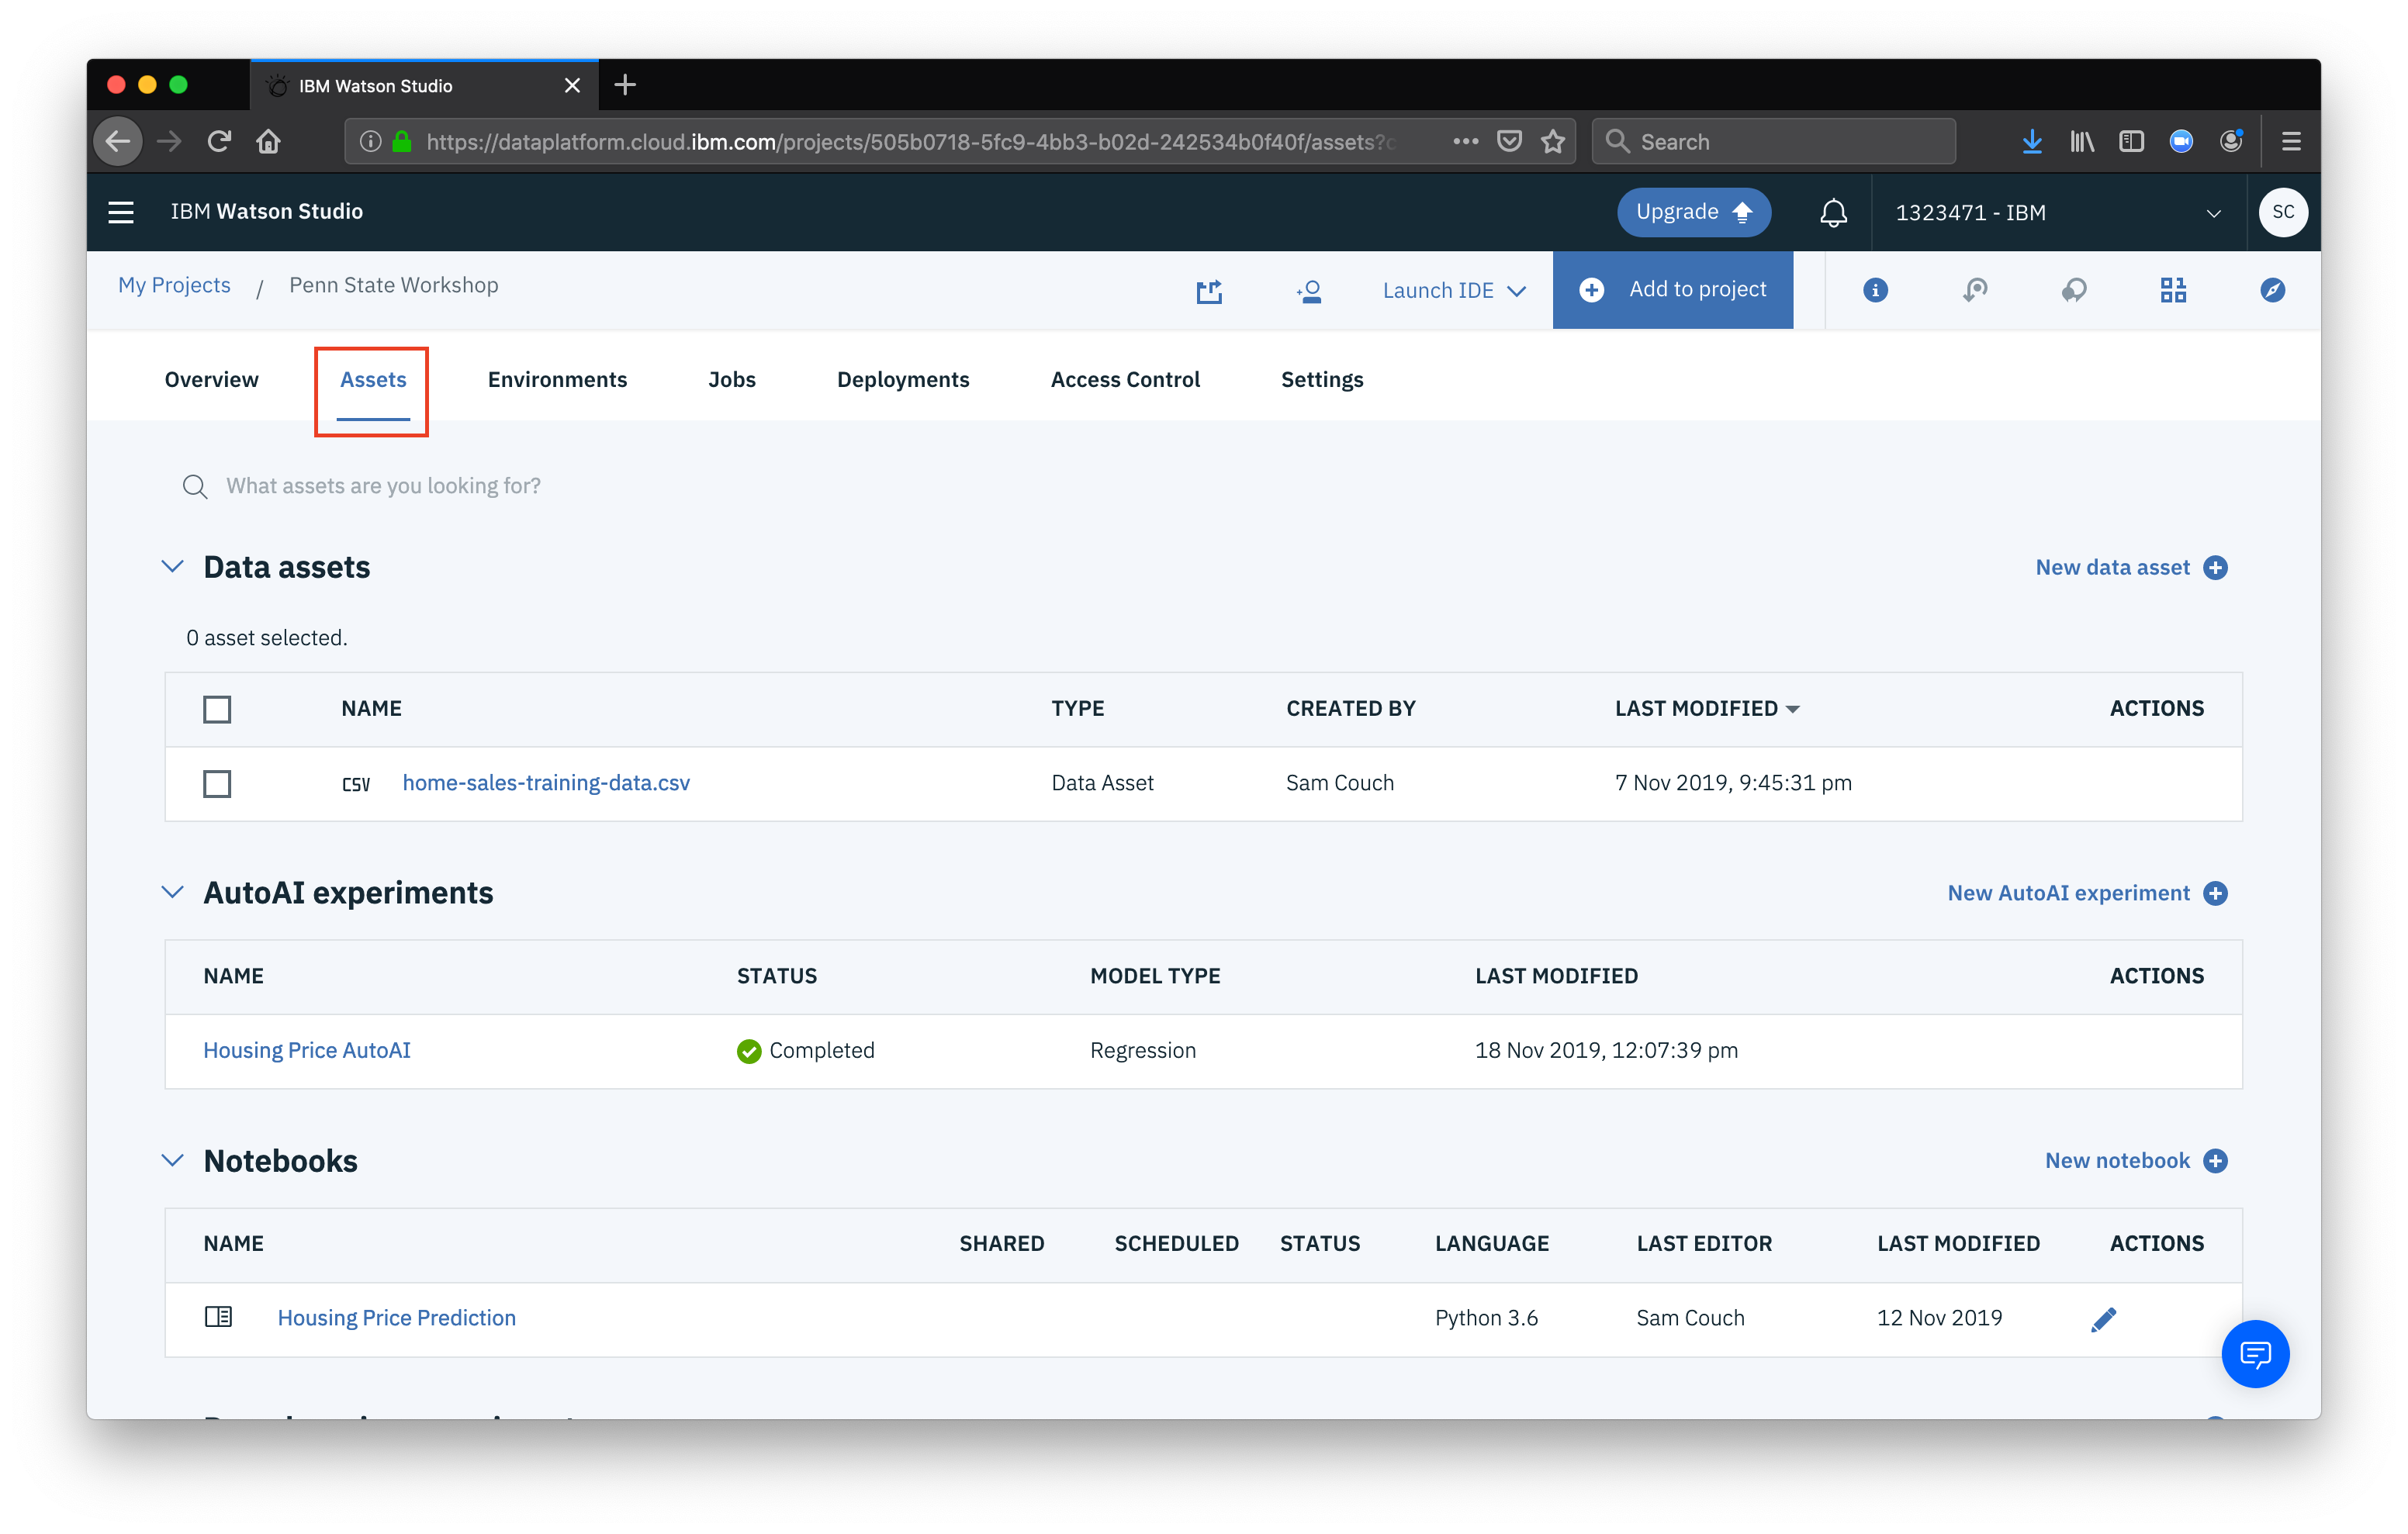 IBM Watson Studio
https://dataplatform.cloud.ibm.com/projects/505b0718-5fc9-4bb3-b02d-242534b0f40f/assets?
Search
IBM Watson Studio
Upgrade
1323471 - IBM
SC
My Projects / Penn State Workshop
Launch IDE
Add to project
Overview
Assets
Environments
Jobs
Deployments
Access Control
Settings
What assets are you looking for?
Data assets
New data asset
0 asset selected.
NAME TYPE CREATED BY LAST MODIFIED ACTIONS
CSV home-sales-training-data.csv Data Asset Sam Couch 7 Nov 2019, 9:45:31 pm
AutoAI experiments
New AutoAI experiment
NAME STATUS MODEL TYPE LAST MODIFIED ACTIONS
Housing Price AutoAI Completed Regression 18 Nov 2019, 12:07:39 pm
Notebooks
New notebook
NAME SHARED SCHEDULED STATUS LANGUAGE LAST EDITOR LAST MODIFIED ACTIONS
Housing Price Prediction Python 3.6 Sam Couch 12 Nov 2019